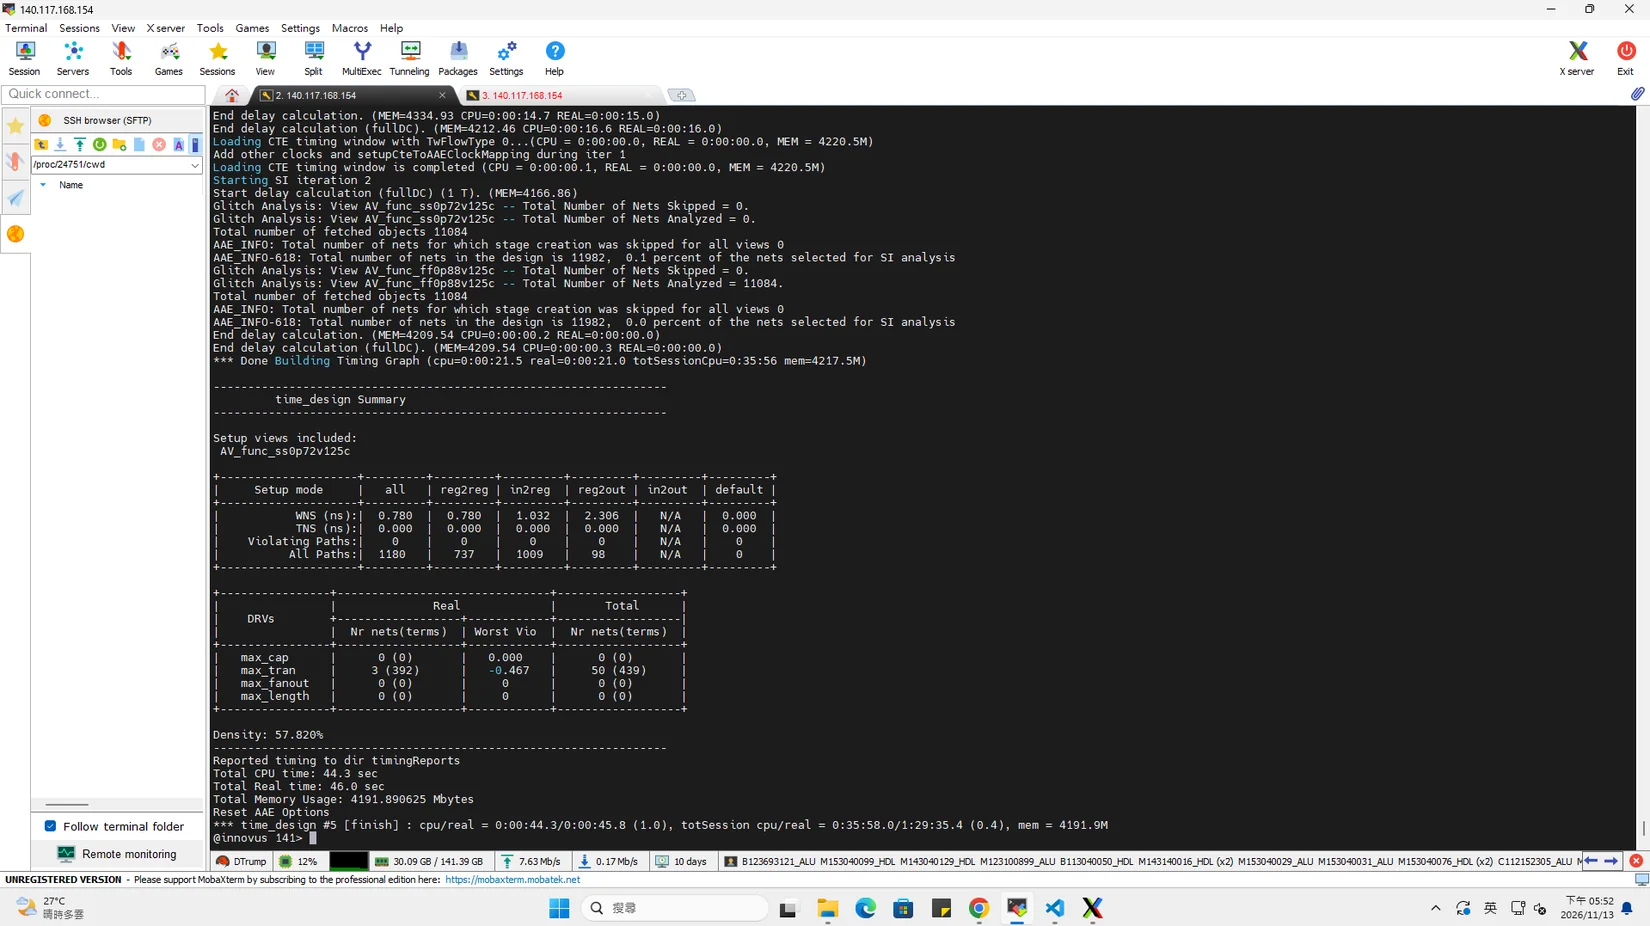 140.117.168.154
Terminal Sessions View X server Tools Games Settings Macros Help
Session Servers Tools Games Sessions View Split MultiExec Tunneling Packages Settings Help X server Exit
Quick connect...
2. 140.117.168.154
3. 140.117.168.154
SSH browser (SFTP)
/proc/24751/cwd
Name
End delay calculation. (MEM=4334.93 CPU=0:00:14.7 REAL=0:00:15.0)
End delay calculation (fullDC). (MEM=4212.46 CPU=0:00:16.6 REAL=0:00:16.0)
Loading CTE timing window with TwFlowType 0...(CPU = 0:00:00.0, REAL = 0:00:00.0, MEM = 4220.5M)
Add other clocks and setupCteToAAEClockMapping during iter 1
Loading CTE timing window is completed (CPU = 0:00:00.1, REAL = 0:00:00.0, MEM = 4220.5M)
Starting SI iteration 2
Start delay calculation (fullDC) (1 T). (MEM=4166.86)
Glitch Analysis: View AV_func_ss0p72v125c -- Total Number of Nets Skipped = 0.
Glitch Analysis: View AV_func_ss0p72v125c -- Total Number of Nets Analyzed = 0.
Total number of fetched objects 11084
AAE_INFO: Total number of nets for which stage creation was skipped for all views 0
AAE_INFO-618: Total number of nets in the design is 11982,  0.1 percent of the nets selected for SI analysis
Glitch Analysis: View AV_func_ff0p88v125c -- Total Number of Nets Skipped = 0.
Glitch Analysis: View AV_func_ff0p88v125c -- Total Number of Nets Analyzed = 11084.
Total number of fetched objects 11084
AAE_INFO: Total number of nets for which stage creation was skipped for all views 0
AAE_INFO-618: Total number of nets in the design is 11982,  0.0 percent of the nets selected for SI analysis
End delay calculation. (MEM=4209.54 CPU=0:00:00.2 REAL=0:00:00.0)
End delay calculation (fullDC). (MEM=4209.54 CPU=0:00:00.3 REAL=0:00:00.0)
*** Done Building Timing Graph (cpu=0:00:21.5 real=0:00:21.0 totSessionCpu=0:35:56 mem=4217.5M)
------------------------------------------------------------------
time_design Summary
------------------------------------------------------------------
Setup views included:
AV_func_ss0p72v125c
+--------------------+---------+---------+---------+---------+---------+---------+
|     Setup mode     |   all   | reg2reg | in2reg  | reg2out | in2out  | default |
+--------------------+---------+---------+---------+---------+---------+---------+
|           WNS (ns):|  0.780  |  0.780  |  1.032  |  2.306  |   N/A   |  0.000  |
|           TNS (ns):|  0.000  |  0.000  |  0.000  |  0.000  |   N/A   |  0.000  |
|    Violating Paths:|    0    |    0    |    0    |    0    |   N/A   |    0    |
|          All Paths:|  1180   |   737   |  1009   |   98    |   N/A   |    0    |
+--------------------+---------+---------+---------+---------+---------+---------+
+----------------+-------------------------------+------------------+
|                |              Real             |       Total      |
|    DRVs        +------------------+------------+------------------|
|                |  Nr nets(terms)  | Worst Vio  |  Nr nets(terms)  |
+----------------+------------------+------------+------------------+
|   max_cap      |      0 (0)       |   0.000    |      0 (0)       |
|   max_tran     |     3 (392)      |   -0.467   |     50 (439)     |
|   max_fanout   |      0 (0)       |     0      |      0 (0)       |
|   max_length   |      0 (0)       |     0      |      0 (0)       |
+----------------+------------------+------------+------------------+
Density: 57.820%
------------------------------------------------------------------
Reported timing to dir timingReports
Total CPU time: 44.3 sec
Total Real time: 46.0 sec
Total Memory Usage: 4191.890625 Mbytes
Reset AAE Options
*** time_design #5 [finish] : cpu/real = 0:00:44.3/0:00:45.8 (1.0), totSession cpu/real = 0:35:58.0/1:29:35.4 (0.4), mem = 4191.9M
@innovus 141>
Follow terminal folder
Remote monitoring
DTrump 12% 30.09 GB / 141.39 GB 7.63 Mb/s 0.17 Mb/s 10 days B123693121_ALU M153040099_HDL M143040129_HDL M123100899_ALU B113040050_HDL M143140016_HDL (x2) M153040029_ALU M153040031_ALU M153040076_HDL (x2) C112152305_ALU
UNREGISTERED VERSION - Please support MobaXterm by subscribing to the professional edition here: https://mobaxterm.mobatek.net
27°C
晴時多雲
搜尋
英
下午 05:52
2026/11/13